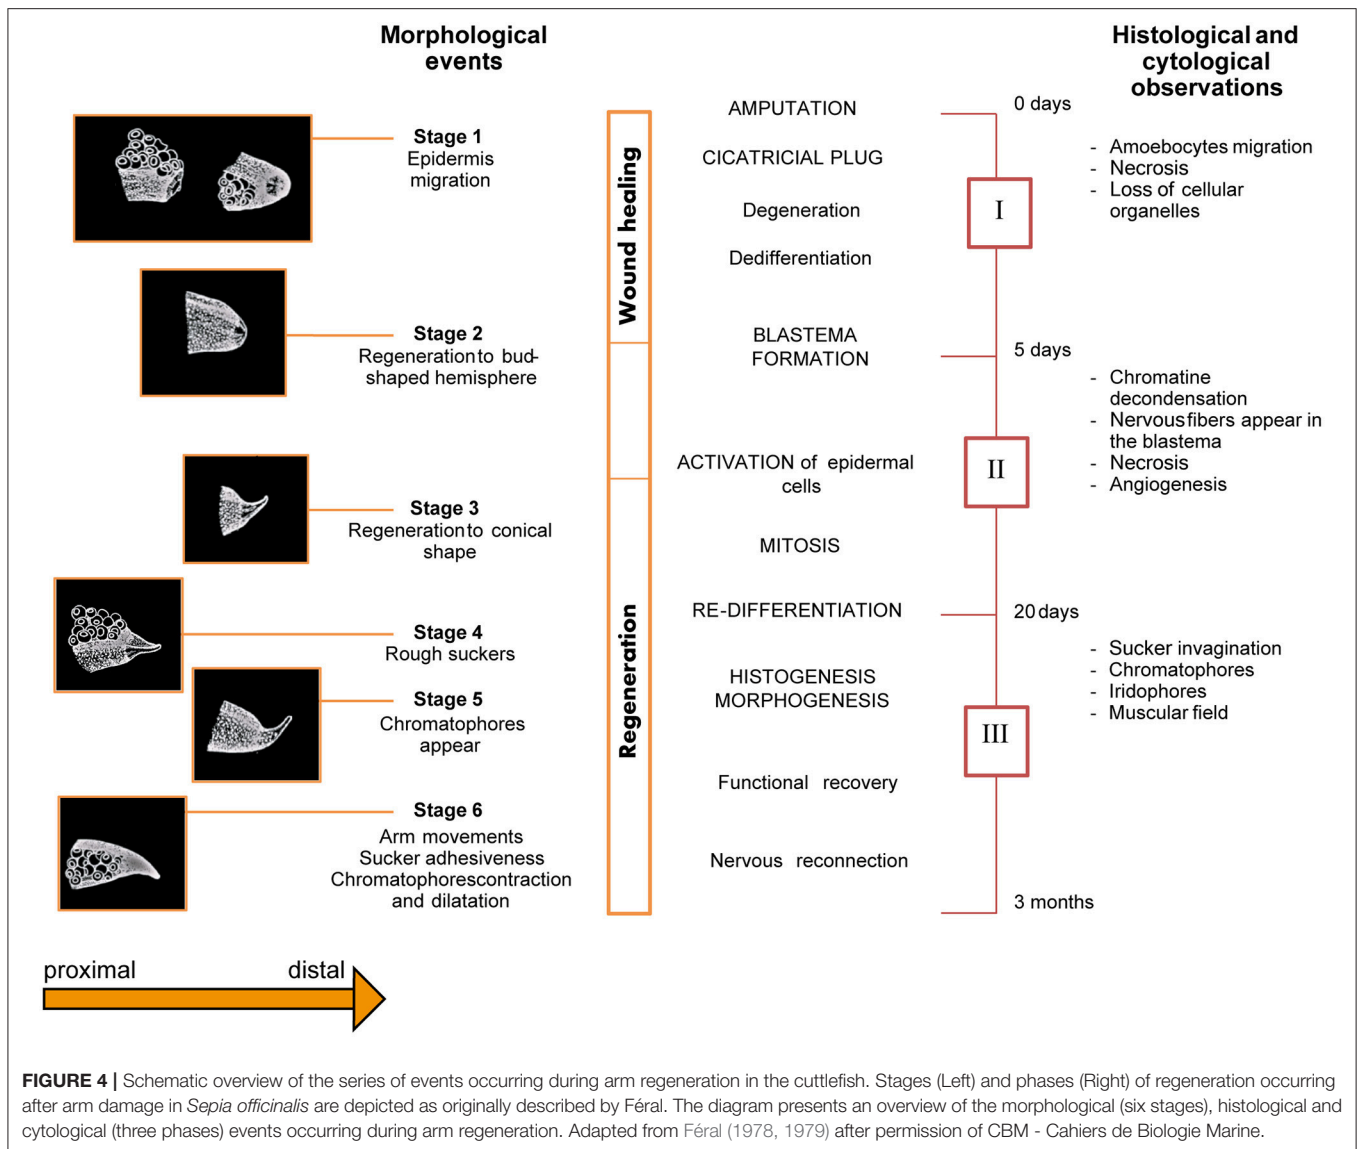 Morphological
events
Stage 1
Epidermis
migration
Stage 2
Regeneration to bud-
shaped hemisphere
Stage 3
Regeneration to conical
shape
Stage 4
Rough suckers
Stage 5
Chromatophores
appear
Stage 6
Arm movements
Sucker adhesiveness
Chromatophorescontraction
and dilatation
proximal
distal
Wound healing
Regeneration
AMPUTATION
CICATRICIAL PLUG
Degeneration
Dedifferentiation
BLASTEMA
FORMATION
ACTIVATION of epidermal
cells
MITOSIS
RE-DIFFERENTIATION
HISTOGENESIS
MORPHOGENESIS
Functional recovery
Nervous reconnection
0 days
I
5 days
II
20 days
III
3 months
Histological and
cytological
observations
- Amoebocytes migration
- Necrosis
- Loss of cellular
organelles
- Chromatine
decondensation
- Nervous fibers appear in
the blastema
- Necrosis
- Angiogenesis
- Sucker invagination
- Chromatophores
- Iridophores
- Muscular field
FIGURE 4 | Schematic overview of the series of events occurring during arm regeneration in the cuttlefish. Stages (Left) and phases (Right) of regeneration occurring
after arm damage in Sepia officinalis are depicted as originally described by Féral. The diagram presents an overview of the morphological (six stages), histological and
cytological (three phases) events occurring during arm regeneration. Adapted from Féral (1978, 1979) after permission of CBM - Cahiers de Biologie Marine.